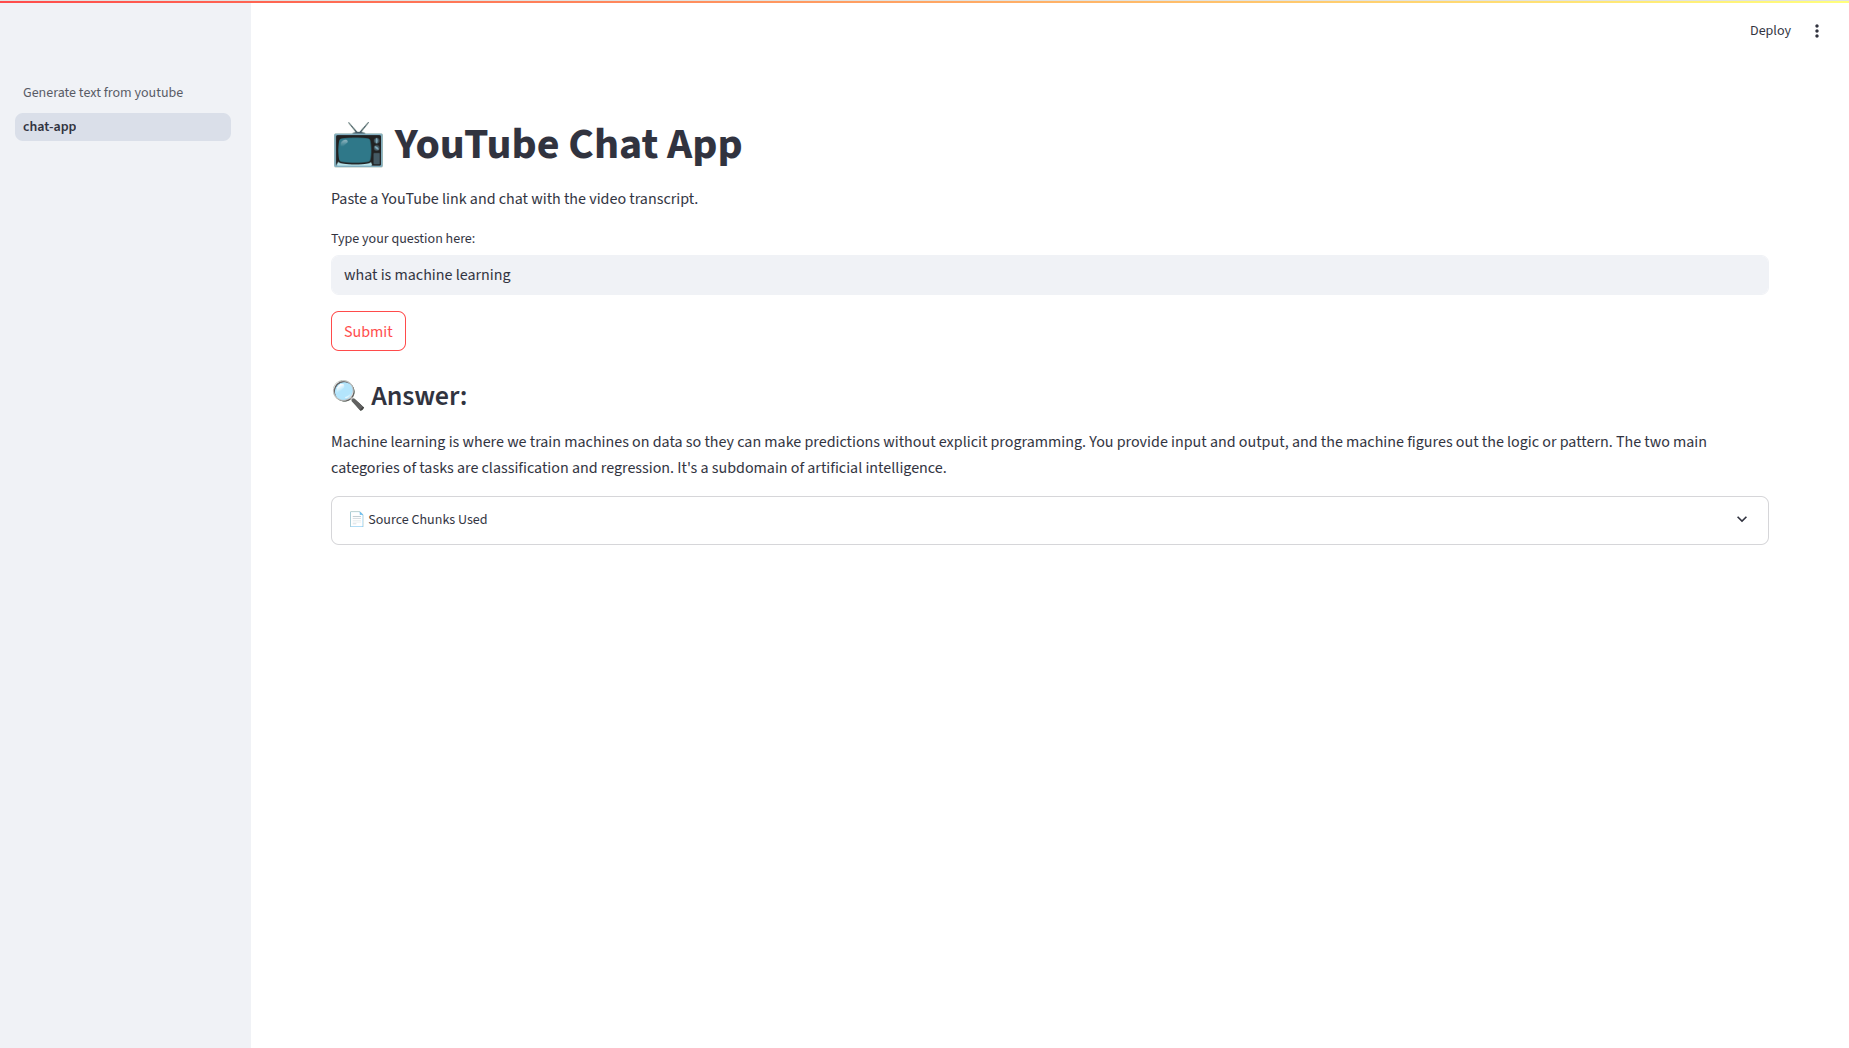 Deploy
Generate text from youtube
chat-app
YouTube Chat App
Paste a YouTube link and chat with the video transcript.
Type your question here:
what is machine learning
Submit
Answer:
Machine learning is where we train machines on data so they can make predictions without explicit programming. You provide input and output, and the machine figures out the logic or pattern. The two main
categories of tasks are classification and regression. It's a subdomain of artificial intelligence.
Source Chunks Used